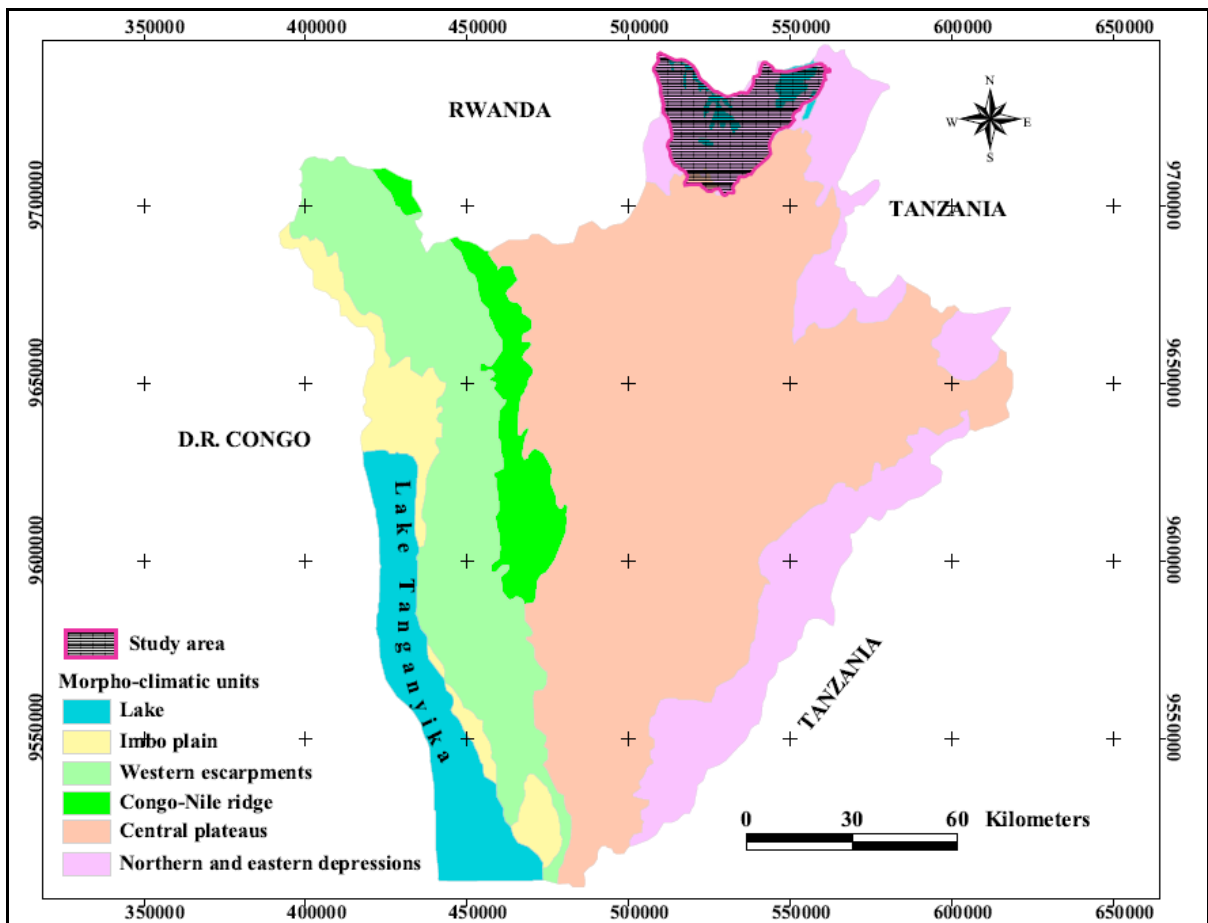 350000 400000 450000 500000 550000 600000 650000
RWANDA
N
W E
S
TANZANIA
D.R. CONGO
Lake Tanganyika
TANZANIA
9700000
9650000
9600000
9550000
9700000
9650000
9600000
9550000
Study area
Morpho-climatic units
Lake
Imbo plain
Western escarpments
Congo-Nile ridge
Central plateaus
Northern and eastern depressions
0 30 60 Kilometers
350000 400000 450000 500000 550000 600000 650000